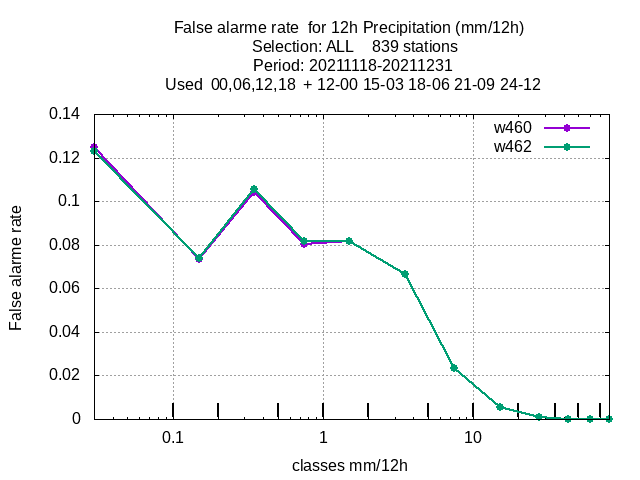 False alarme rate  for 12h Precipitation (mm/12h)
Selection: ALL    839 stations
Period: 20211118-20211231
Used  00,06,12,18  + 12-00 15-03 18-06 21-09 24-12
0.14
0.12
0.1
0.08
0.06
0.04
0.02
0
False alarme rate
w460
w462
0.1
1
10
classes mm/12h